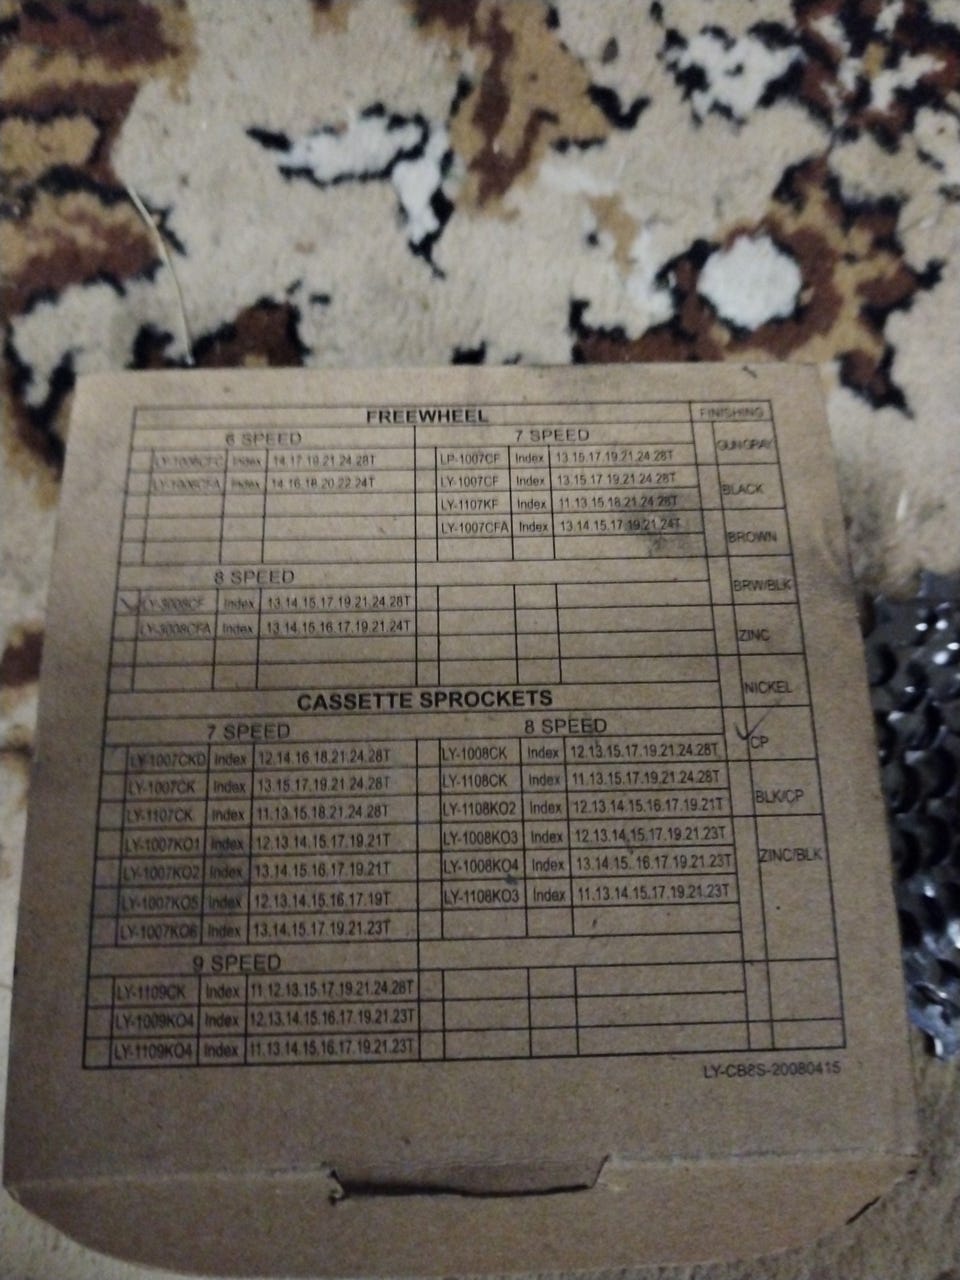 FREEWHEEL FINISHING
6 SPEED 7 SPEED
LY-1006CFC Index 14.17.19.21.24.28T LP-1007CF Index 13.15.17.19.21.24.28T GUNGRAY
LY-1006CFA Index 14.16.18.20.22.24T LY-1007CF Index 13.15.17.19.21.24.28T BLACK
LY-1107KF Index 11.13.15.18.21.24.28T
LY-1007CFA Index 13.14.15.17.19.21.24T BROWN
8 SPEED BRW/BLK
LY-3008CF Index 13.14.15.17.19.21.24.28T
LY-3008CFA Index 13.14.15.16.17.19.21.24T ZINC
CASSETTE SPROCKETS NICKEL
7 SPEED 8 SPEED
LY-1007CKD Index 12.14.16.18.21.24.28T LY-1008CK Index 12.13.15.17.19.21.24.28T CP
LY-1007CK Index 13.15.17.19.21.24.28T LY-1108CK Index 11.13.15.17.19.21.24.28T
LY-1107CK Index 11.13.15.18.21.24.28T LY-1108KO2 Index 12.13.14.15.16.17.19.21T BLK/CP
LY-1007KO1 Index 12.13.14.15.17.19.21T LY-1008KO3 Index 12.13.14.15.17.19.21.23T
LY-1007KO2 Index 13.14.15.16.17.19.21T LY-1008KO4 Index 13.14.15.16.17.19.21.23T ZINC/BLK
LY-1007KO5 Index 12.13.14.15.16.17.19T LY-1108KO3 Index 11.13.14.15.17.19.21.23T
LY-1007KO6 Index 13.14.15.17.19.21.23T
9 SPEED
LY-1109CK Index 11.12.13.15.17.19.21.24.28T
LY-1009KO4 Index 12.13.14.15.16.17.19.21.23T
LY-1109KO4 Index 11.13.14.15.16.17.19.21.23T
LY-CB8S-20080415